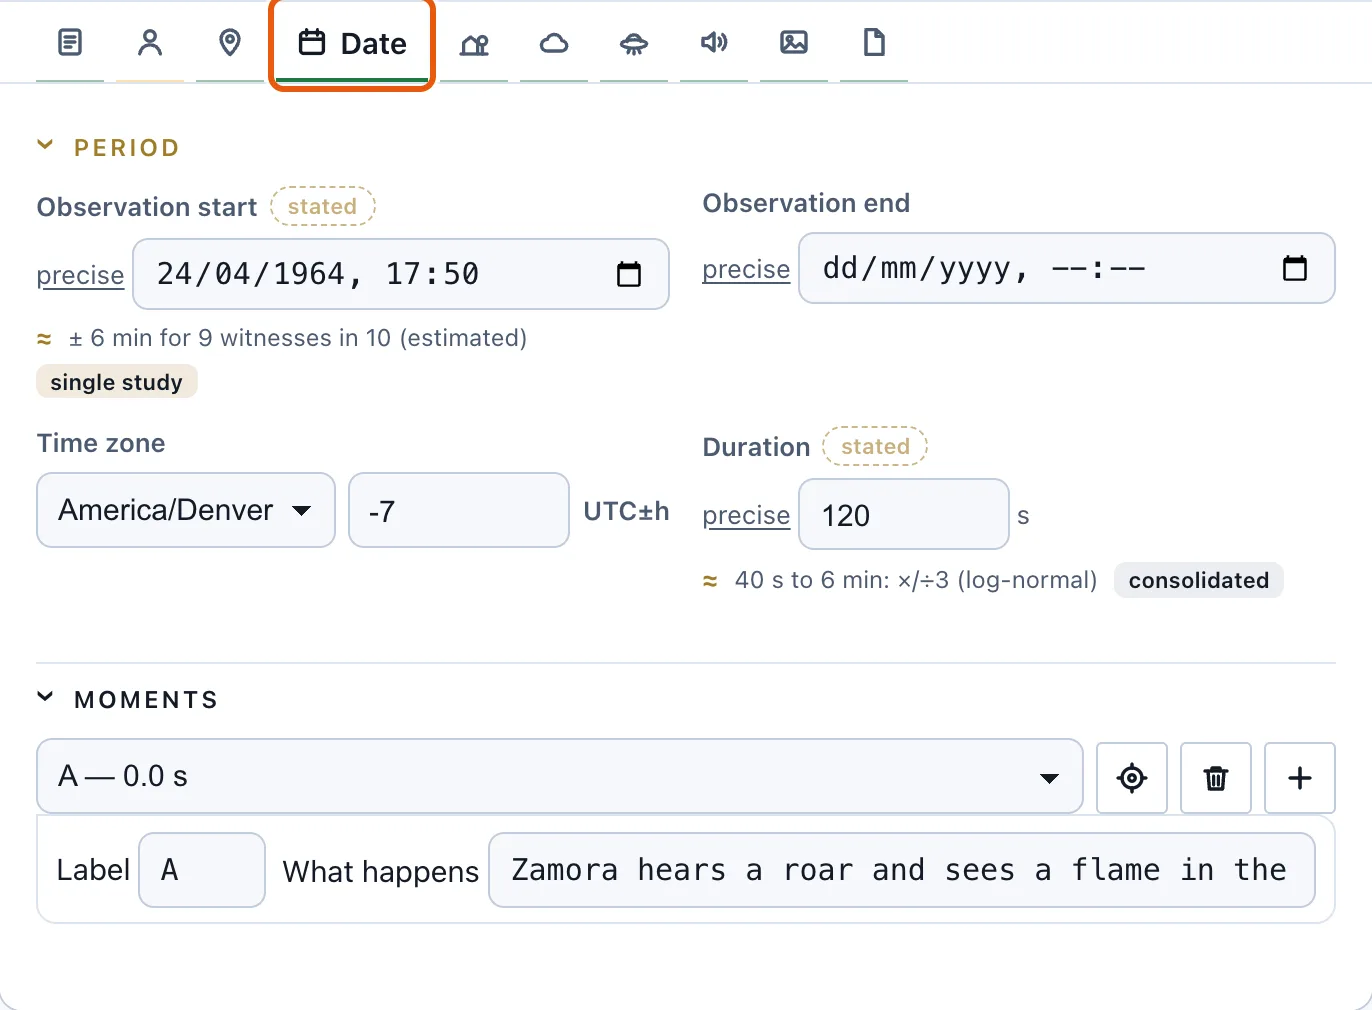 Date
PERIOD
Observation start stated
precise 24/04/1964, 17:50
≈ ± 6 min for 9 witnesses in 10 (estimated)
single study
Observation end
precise dd/mm/yyyy, --:--
Time zone
America/Denver -7 UTC±h
Duration stated
precise 120 s
≈ 40 s to 6 min: ×/÷3 (log-normal) consolidated
MOMENTS
A — 0.0 s
Label A What happens Zamora hears a roar and sees a flame in the